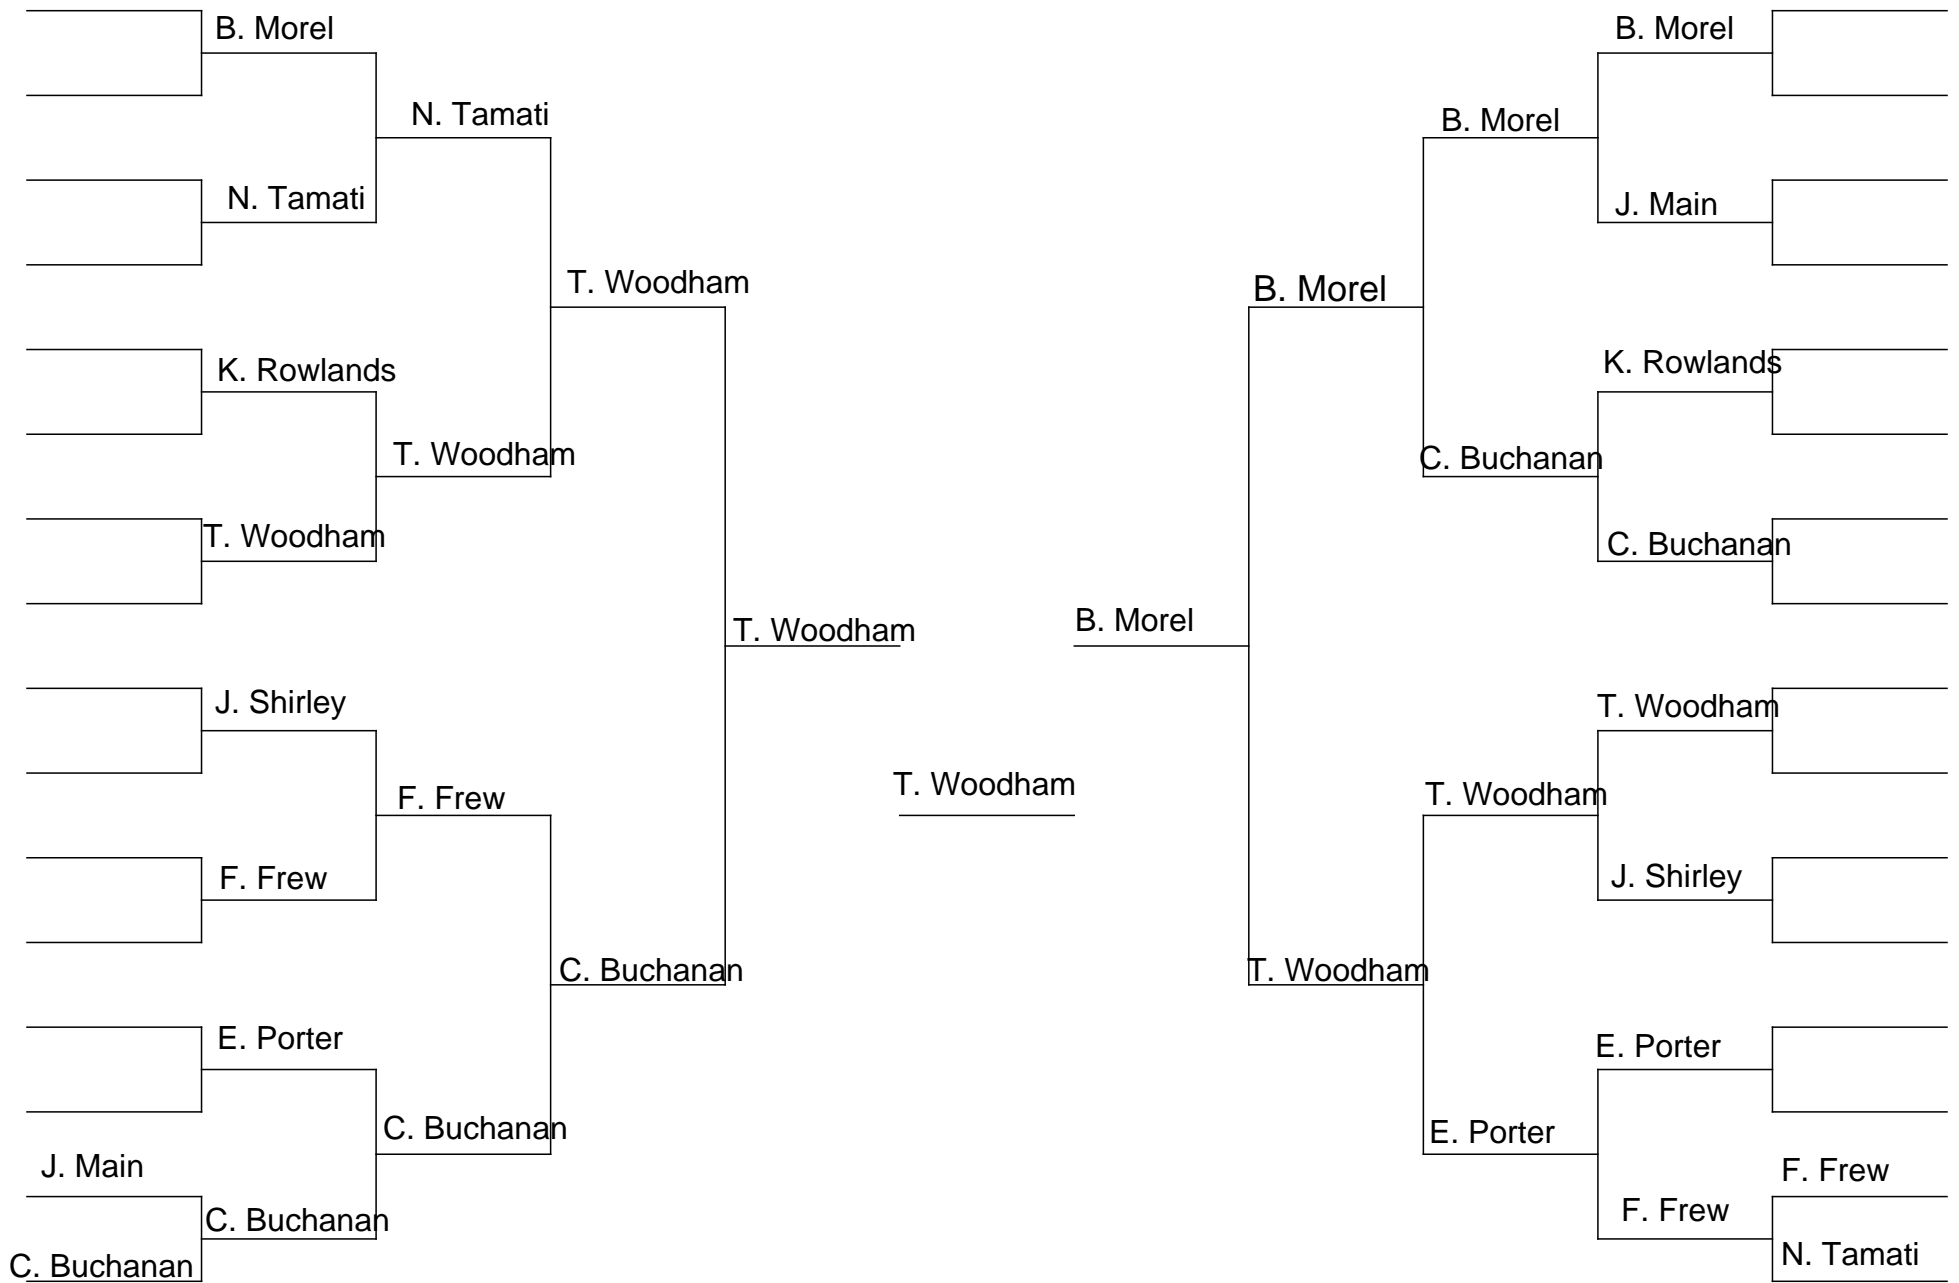 B. Morel
N. Tamati
N. Tamati
K. Rowlands
T. Woodham
T. Woodham
T. Woodham
J. Shirley
F. Frew
F. Frew
E. Porter
C. Buchanan
C. Buchanan
J. Main
C. Buchanan
C. Buchanan
T. Woodham
T. Woodham
B. Morel
B. Morel
B. Morel
B. Morel
J. Main
K. Rowlands
C. Buchanan
C. Buchanan
T. Woodham
T. Woodham
T. Woodham
J. Shirley
E. Porter
E. Porter
F. Frew
F. Frew
N. Tamati